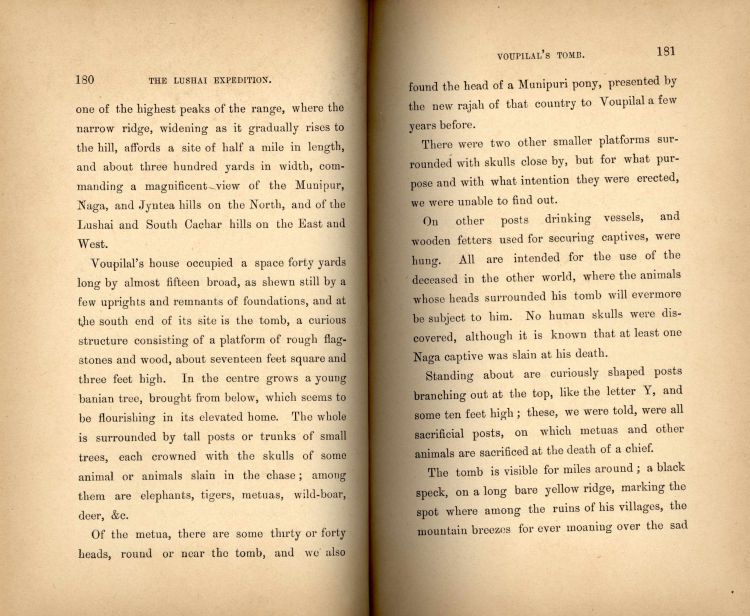 180 THE LUSHAI EXPEDITION.
one of the highest peaks of the range, where the
narrow ridge, widening as it gradually rises to
the hill, affords a site of half a mile in length,
and about three hundred yards in width, com-
manding a magnificent view of the Munipur,
Naga, and Jyntea hills on the North, and of the
Lushai and South Cachar hills on the East and
West.
Voupilal's house occupied a space forty yards
long by almost fifteen broad, as shewn still by a
few uprights and remnants of foundations, and at
the south end of its site is the tomb, a curious
structure consisting of a platform of rough flag-
stones and wood, about seventeen feet square and
three feet high. In the centre grows a young
banian tree, brought from below, which seems to
be flourishing in its elevated home. The whole
is surrounded by tall posts or trunks of small
trees, each crowned with the skulls of some
animal or animals slain in the chase; among
them are elephants, tigers, metuas, wild-boar,
deer, &c.
Of the metua, there are some thirty or forty
heads, round or near the tomb, and we also
VOUPILAL'S TOMB. 181
found the head of a Munipuri pony, presented by
the new rajah of that country to Voupilal a few
years before.
There were two other smaller platforms sur-
rounded with skulls close by, but for what pur-
pose and with what intention they were erected,
we were unable to find out.
On other posts drinking vessels, and
wooden fetters used for securing captives, were
hung. All are intended for the use of the
deceased in the other world, where the animals
whose heads surrounded his tomb will evermore
be subject to him. No human skulls were dis-
covered, although it is known that at least one
Naga captive was slain at his death.
Standing about are curiously shaped posts
branching out at the top, like the letter Y, and
some ten feet high; these, we were told, were all
sacrificial posts, on which metuas and other
animals are sacrificed at the death of a chief.
The tomb is visible for miles around; a black
speck, on a long bare yellow ridge, marking the
spot where among the ruins of his villages, the
mountain breezes for ever moaning over the sad